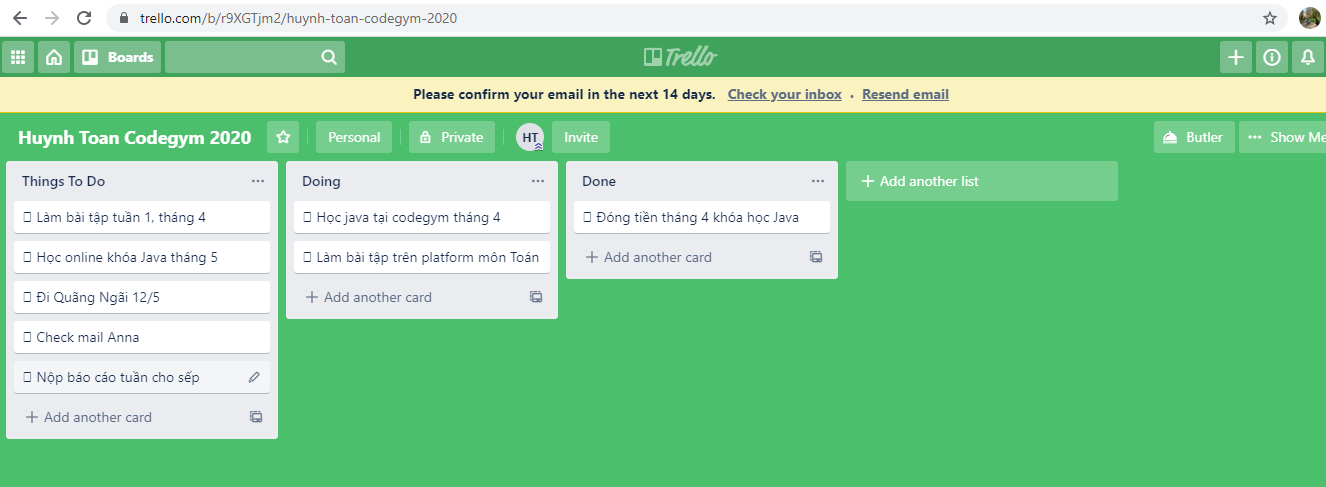 trello.com/b/r9XGTjm2/huynh-toan-codegym-2020
Boards
Trello
Please confirm your email in the next 14 days. Check your inbox · Resend email
Huynh Toan Codegym 2020 Personal Private HT Invite Butler ··· Show Me
Things To Do ···
Làm bài tập tuần 1, tháng 4
Học online khóa Java tháng 5
Đi Quãng Ngãi 12/5
Check mail Anna
Nộp báo cáo tuần cho sếp
+ Add another card
Doing ···
Học java tại codegym tháng 4
Làm bài tập trên platform môn Toán
+ Add another card
Done ···
Đóng tiền tháng 4 khóa học Java
+ Add another card
+ Add another list